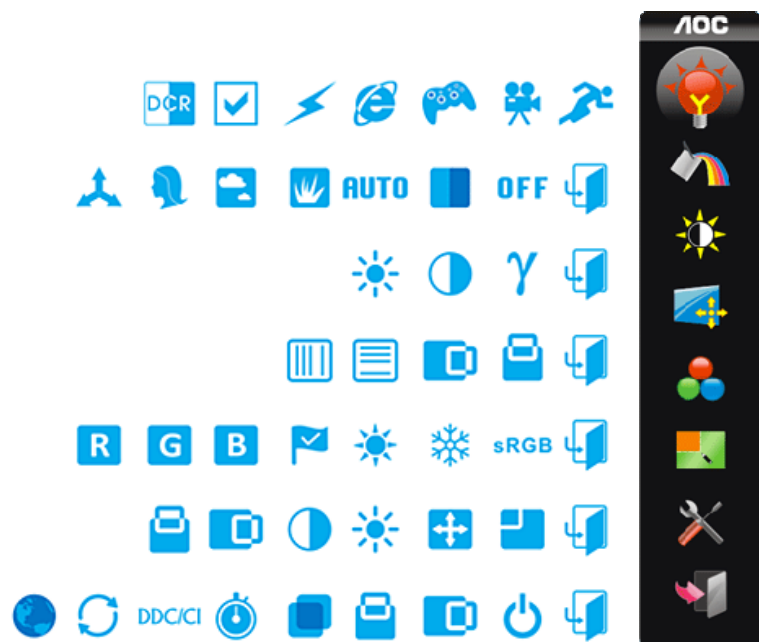 AOC
DCR
AUTO OFF
γ
R G B sRGB
DDC/CI